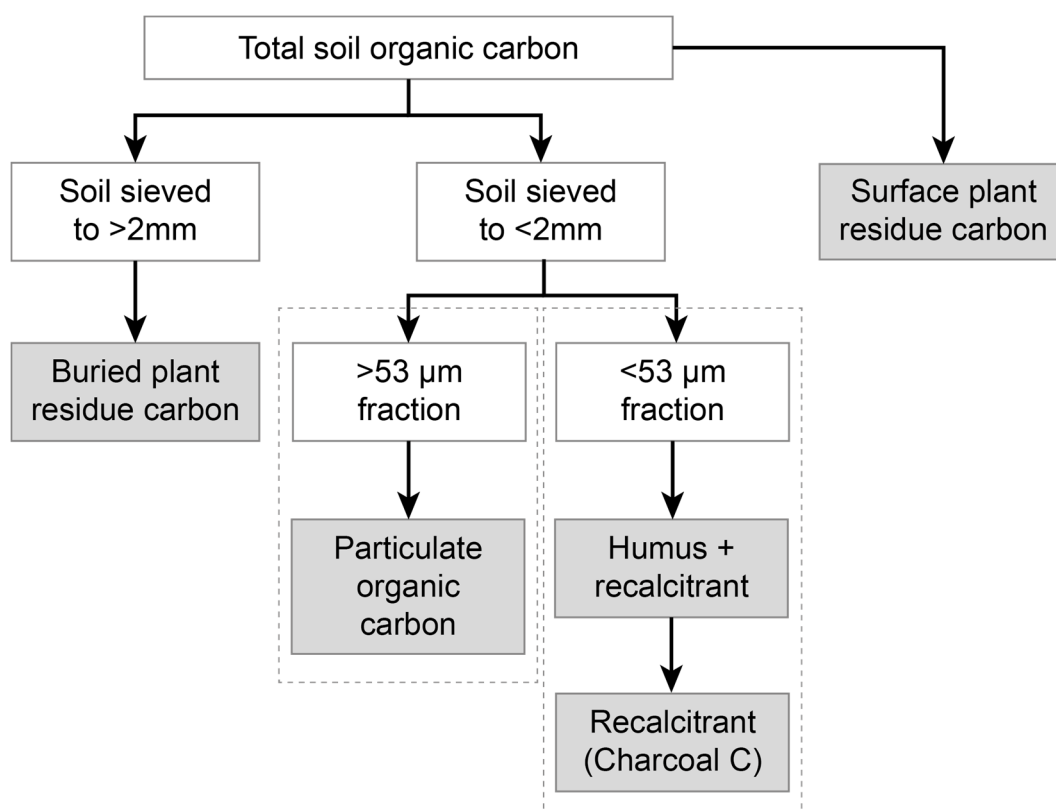 Total soil organic carbon
Soil sieved
to >2mm
Soil sieved
to <2mm
Surface plant
residue carbon
Buried plant
residue carbon
>53 µm
fraction
<53 µm
fraction
Particulate
organic
carbon
Humus +
recalcitrant
Recalcitrant
(Charcoal C)